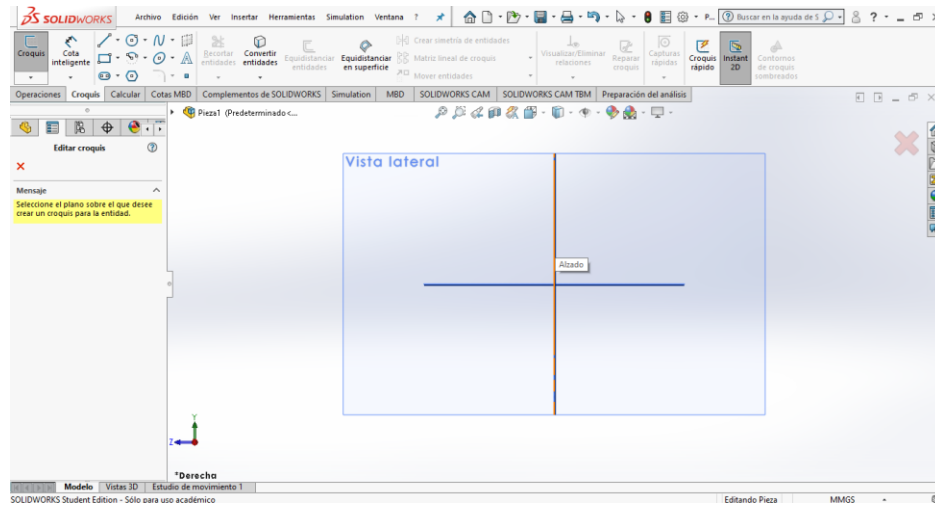 SOLIDWORKS Archivo Edición Ver Insertar Herramientas Simulation Ventana ? P... Buscar en la ayuda de S
Croquis
Cota inteligente
Recortar entidades
Convertir entidades
Equidistanciar entidades
Equidistanciar en superficie
Crear simetría de entidades
Matriz lineal de croquis
Mover entidades
Visualizar/Eliminar relaciones
Reparar croquis
Capturas rápidas
Croquis rápido
Instant 2D
Contornos de croquis sombreados
Operaciones Croquis Calcular Cotas MBD Complementos de SOLIDWORKS Simulation MBD SOLIDWORKS CAM SOLIDWORKS CAM TBM Preparación del análisis
Pieza1 (Predeterminado<...
Editar croquis
Mensaje
Seleccione el plano sobre el que desee
crear un croquis para la entidad.
Vista lateral
Alzado
Y
Z
*Derecha
Modelo Vistas 3D Estudio de movimiento 1
SOLIDWORKS Student Edition - Sólo para uso académico Editando Pieza MMGS